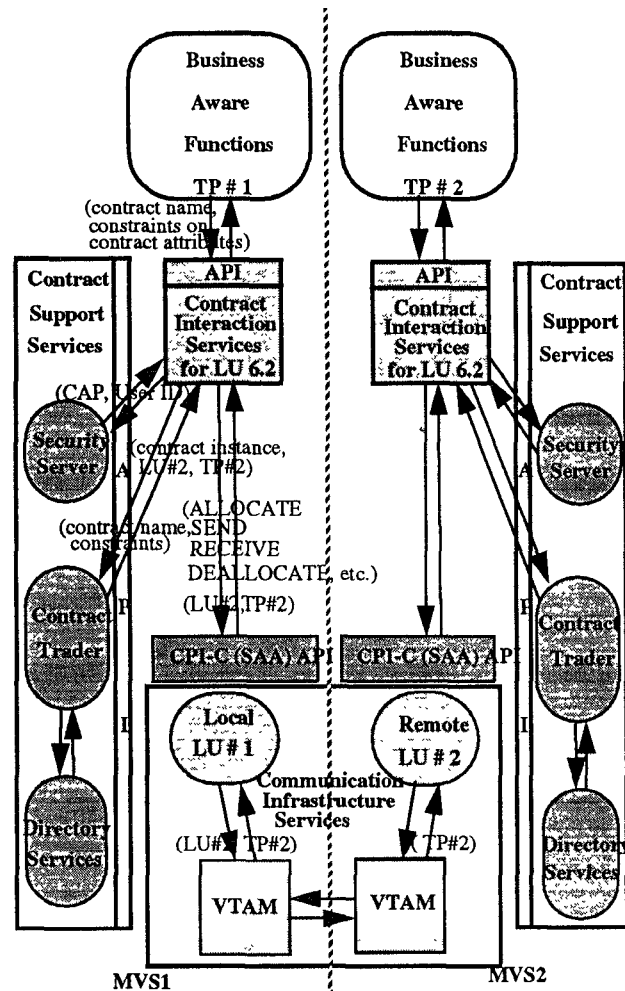 Business
Aware
Functions
TP # 1
Business
Aware
Functions
TP # 2
(contract name,
constraints on
contract attributes)
API
Contract
Interaction
Services
for LU 6.2
API
Contract
Interaction
Services
for LU 6.2
Contract
Support
Services
Contract
Support
Services
(CAP, User ID)
Security
Server
Security
Server
(contract instance,
LU#2, TP#2)
A
A
(contract name,
constraints)
(ALLOCATE
SEND
RECEIVE
DEALLOCATE, etc.)
(LU#2,TP#2)
Contract
Trader
P
Contract
Trader
P
CPI-C (SAA) API
CPI-C (SAA) API
I
I
Local
LU # 1
Remote
LU # 2
Communication
Infrastructure
Services
(LU#2, TP#2)
( TP#2)
Directory
Services
Directory
Services
VTAM
VTAM
MVS1
MVS2